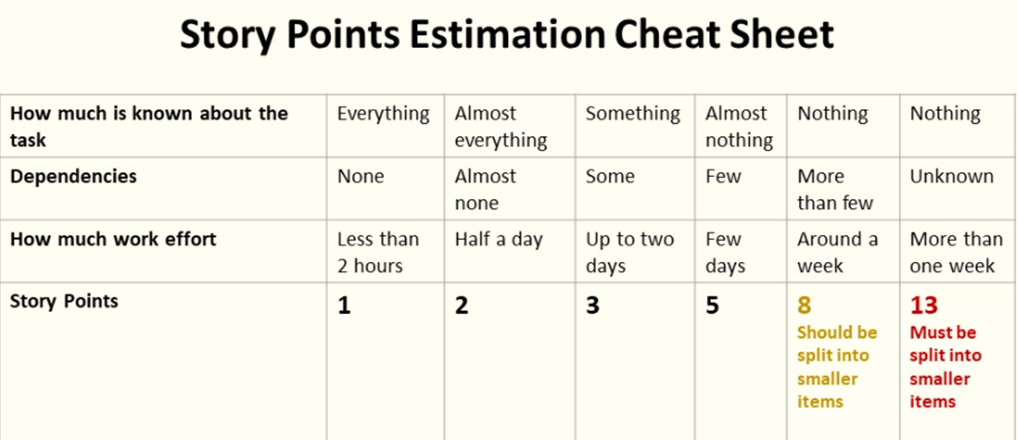 Story Points Estimation Cheat Sheet
How much is known about the
task
Everything
Almost
everything
Something
Almost
nothing
Nothing
Nothing
Dependencies
None
Almost
none
Some
Few
More
than few
Unknown
How much work effort
Less than
2 hours
Half a day
Up to two
days
Few
days
Around a
week
More than
one week
Story Points
1
2
3
5
8
Should be
split into
smaller
items
13
Must be
split into
smaller
items